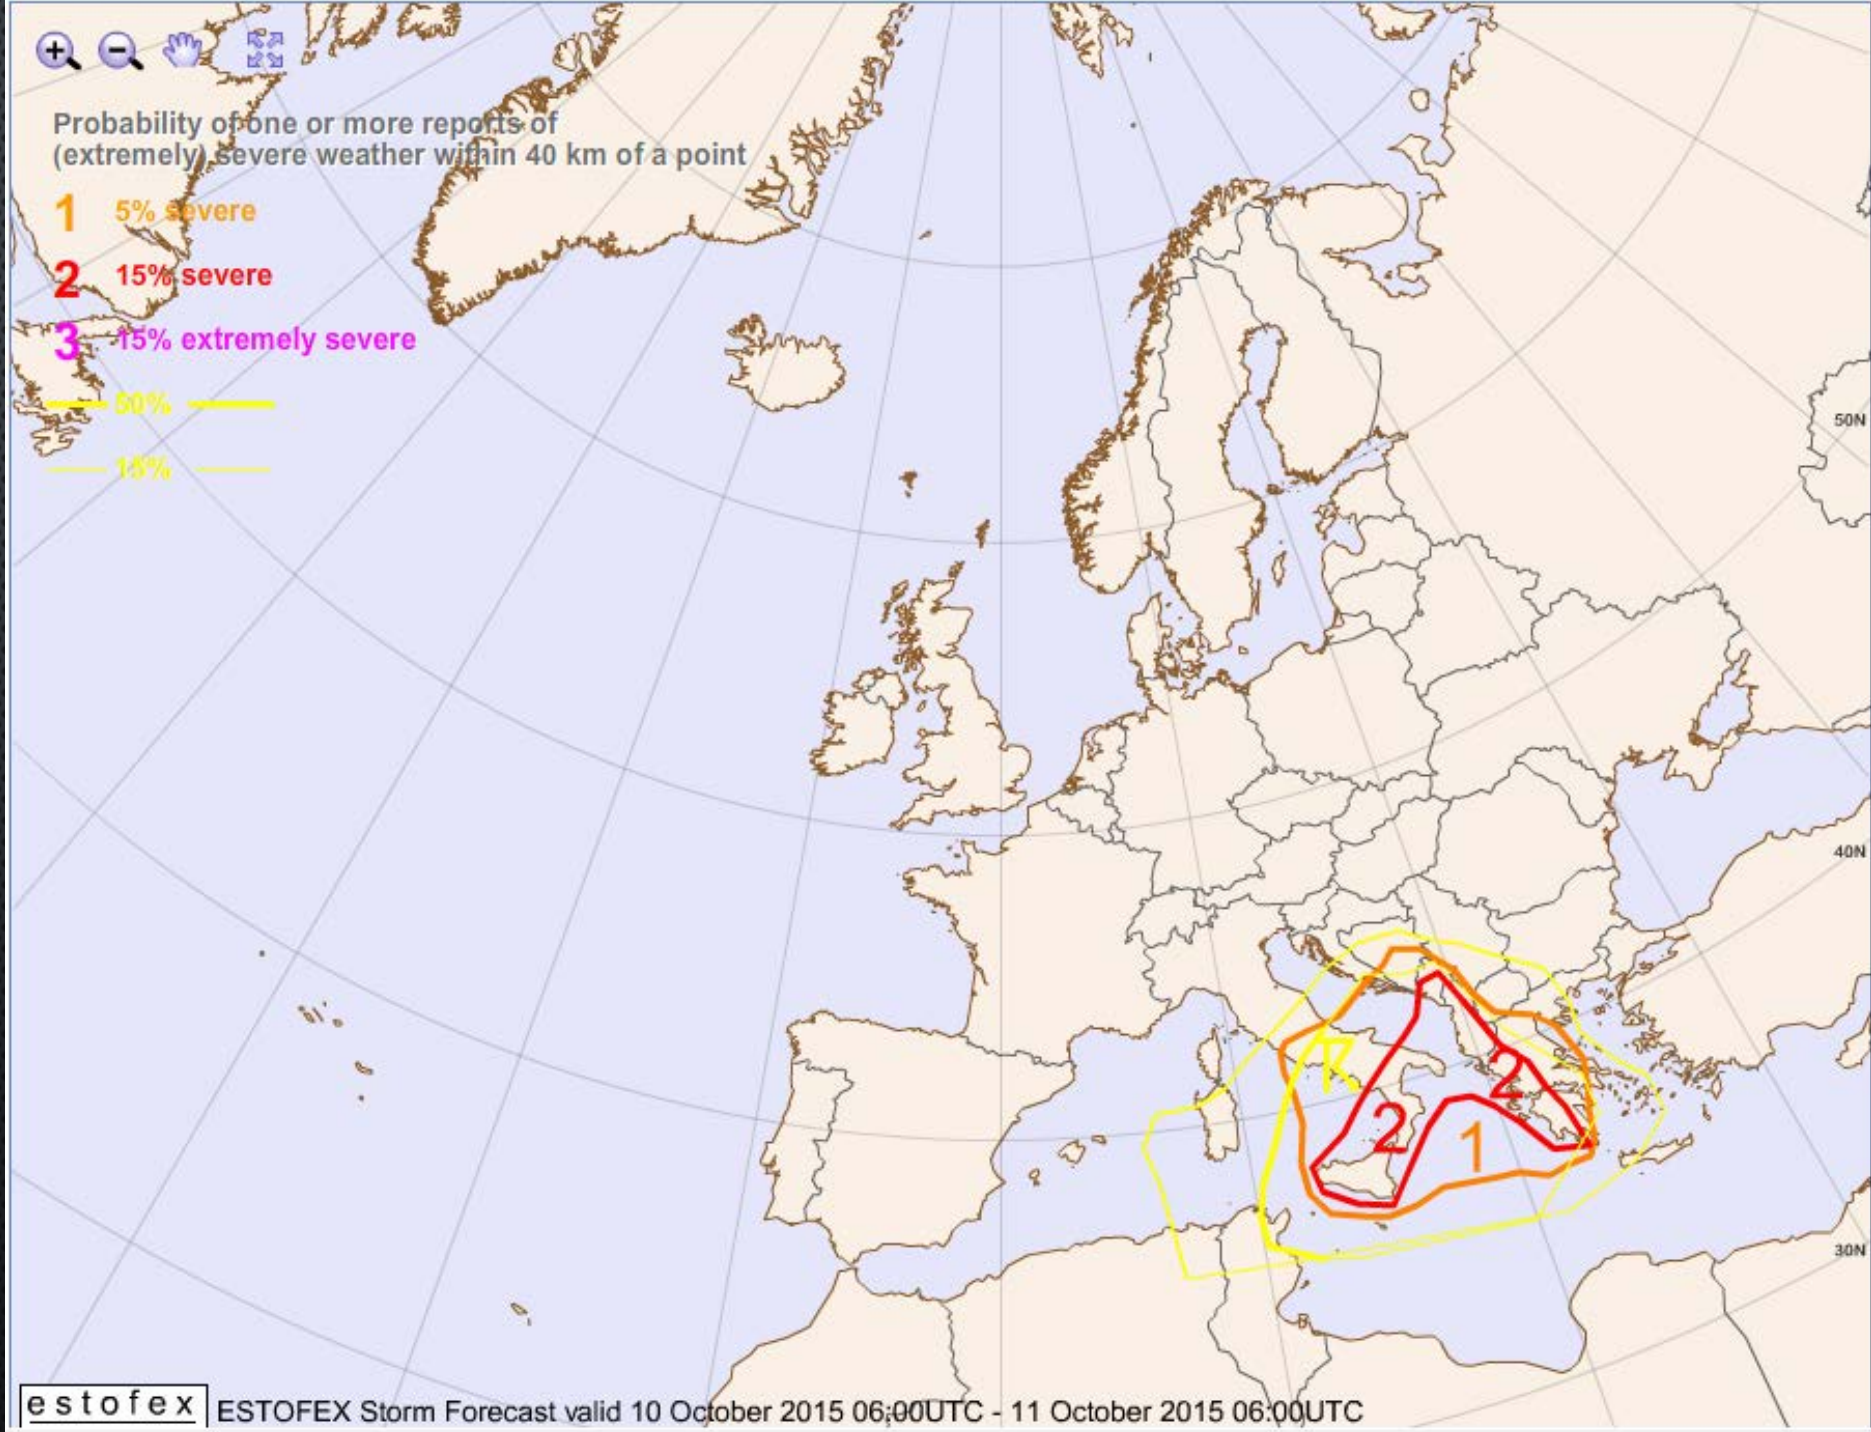 Probability of one or more reports of
(extremely) severe weather within 40 km of a point
1 5% severe
2 15% severe
3 15% extremely severe
50%
15%
50N
40N
2
2
1
30N
estofex ESTOFEX Storm Forecast valid 10 October 2015 06:00UTC - 11 October 2015 06:00UTC